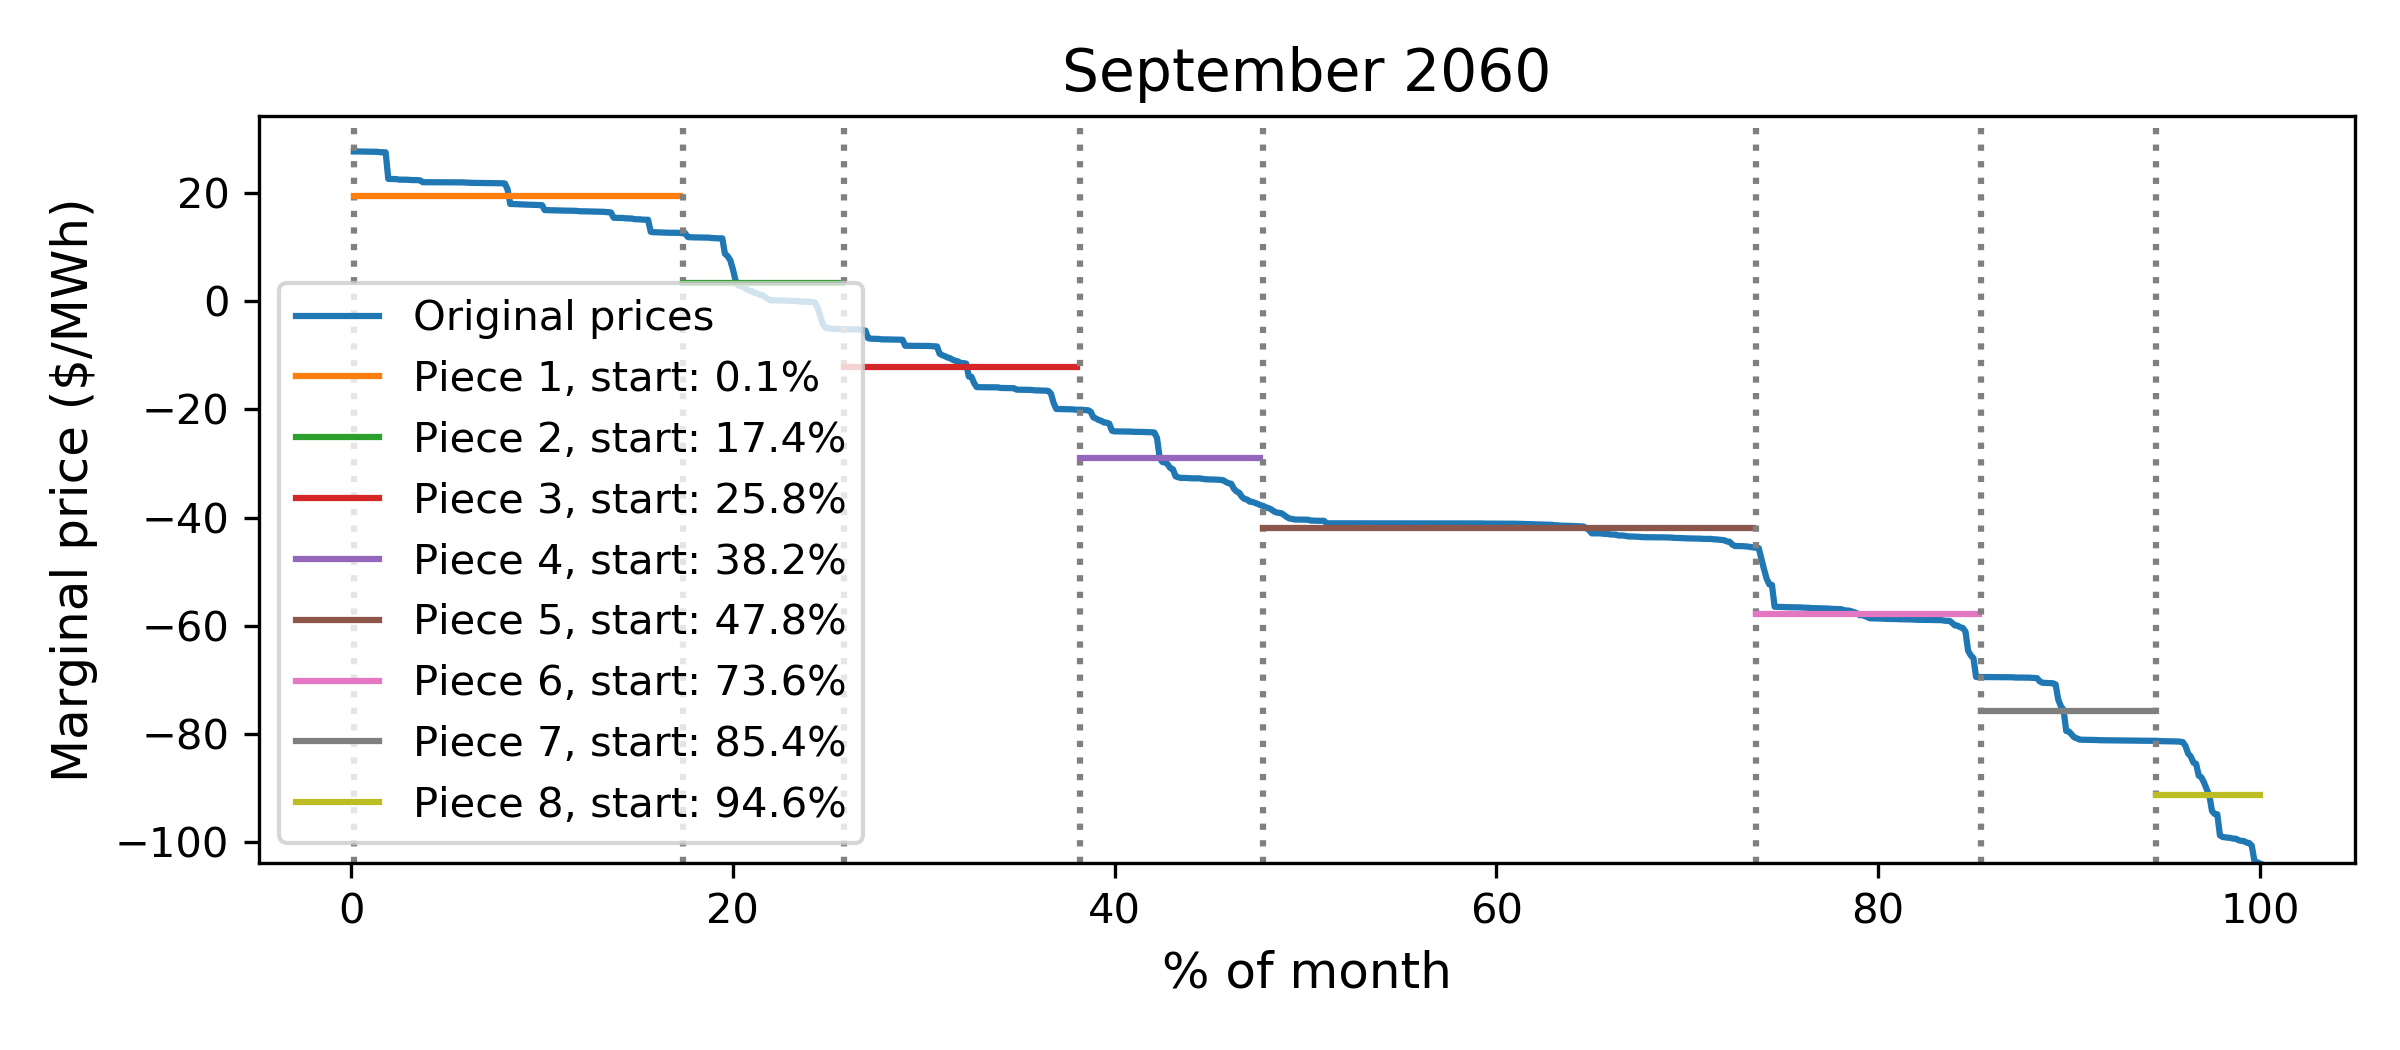 September 2060
Marginal price ($/MWh)
20
0
−20
−40
−60
−80
−100
Original prices
Piece 1, start: 0.1%
Piece 2, start: 17.4%
Piece 3, start: 25.8%
Piece 4, start: 38.2%
Piece 5, start: 47.8%
Piece 6, start: 73.6%
Piece 7, start: 85.4%
Piece 8, start: 94.6%
0 20 40 60 80 100
% of month